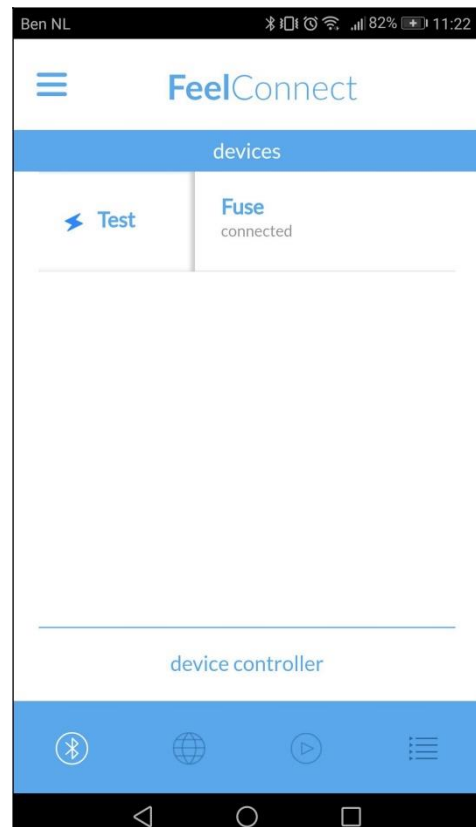 Ben NL 82% 11:22
FeelConnect
devices
Test
Fuse
connected
device controller